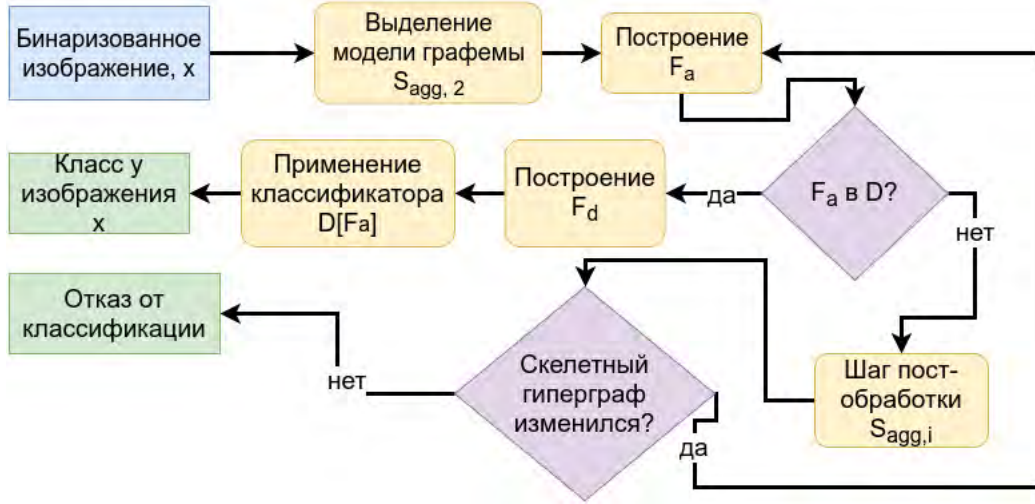 Бинаризованное
изображение, x
Выделение
модели графемы
S_agg, 2
Построение
F_a
F_a в D?
да
нет
Построение
F_d
Применение
классификатора
D[Fa]
Класс y
изображения
x
Шаг пост-
обработки
S_agg,i
Скелетный
гиперграф
изменился?
да
нет
Отказ от
классификации